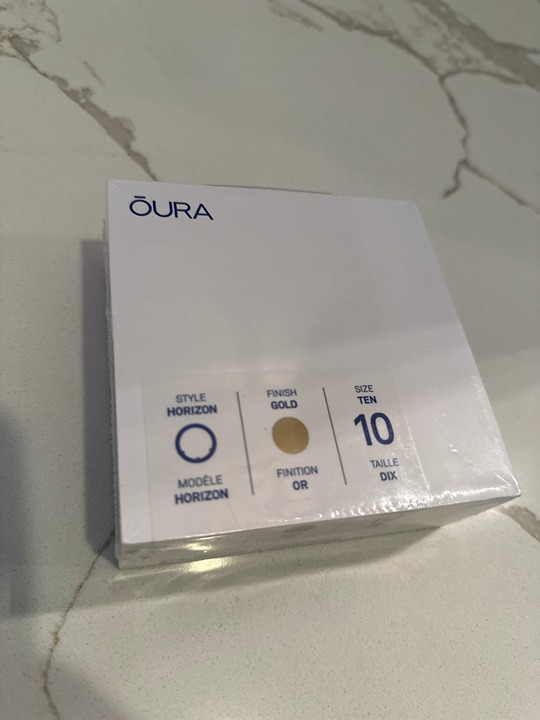 ŌURA
STYLE
HORIZON
MODÈLE
HORIZON
FINISH
GOLD
FINITION
OR
SIZE
TEN
10
TAILLE
DIX